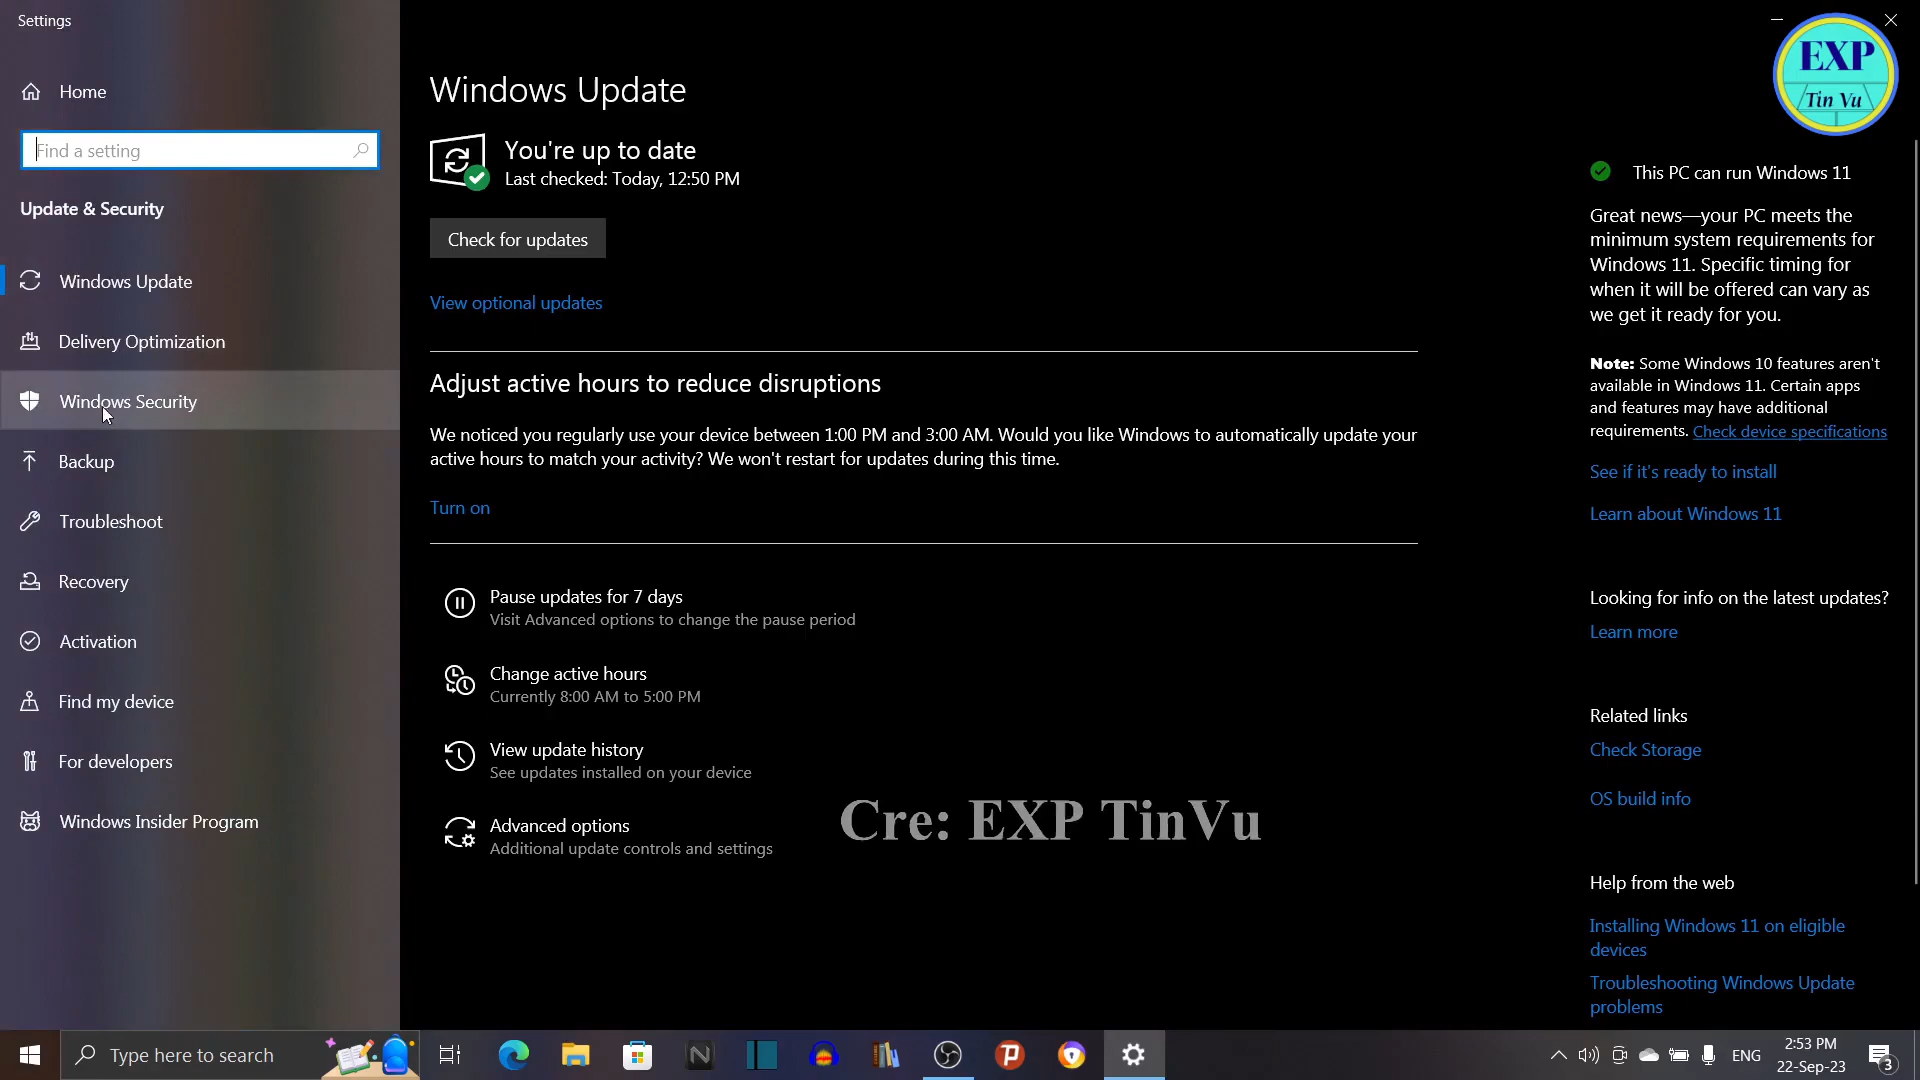 Settings
Home
Find a setting
Update & Security
Windows Update
Delivery Optimization
Windows Security
Backup
Troubleshoot
Recovery
Activation
Find my device
For developers
Windows Insider Program
Windows Update
You're up to date
Last checked: Today, 12:50 PM
Check for updates
View optional updates
Adjust active hours to reduce disruptions
We noticed you regularly use your device between 1:00 PM and 3:00 AM. Would you like Windows to automatically update your
active hours to match your activity? We won't restart for updates during this time.
Turn on
Pause updates for 7 days
Visit Advanced options to change the pause period
Change active hours
Currently 8:00 AM to 5:00 PM
View update history
See updates installed on your device
Advanced options
Additional update controls and settings
Cre: EXP TinVu
EXP
Tin Vu
This PC can run Windows 11
Great news—your PC meets the
minimum system requirements for
Windows 11. Specific timing for
when it will be offered can vary as
we get it ready for you.
Note: Some Windows 10 features aren't
available in Windows 11. Certain apps
and features may have additional
requirements. Check device specifications
See if it's ready to install
Learn about Windows 11
Looking for info on the latest updates?
Learn more
Related links
Check Storage
OS build info
Help from the web
Installing Windows 11 on eligible
devices
Troubleshooting Windows Update
problems
Type here to search
ENG
2:53 PM
22-Sep-23
3